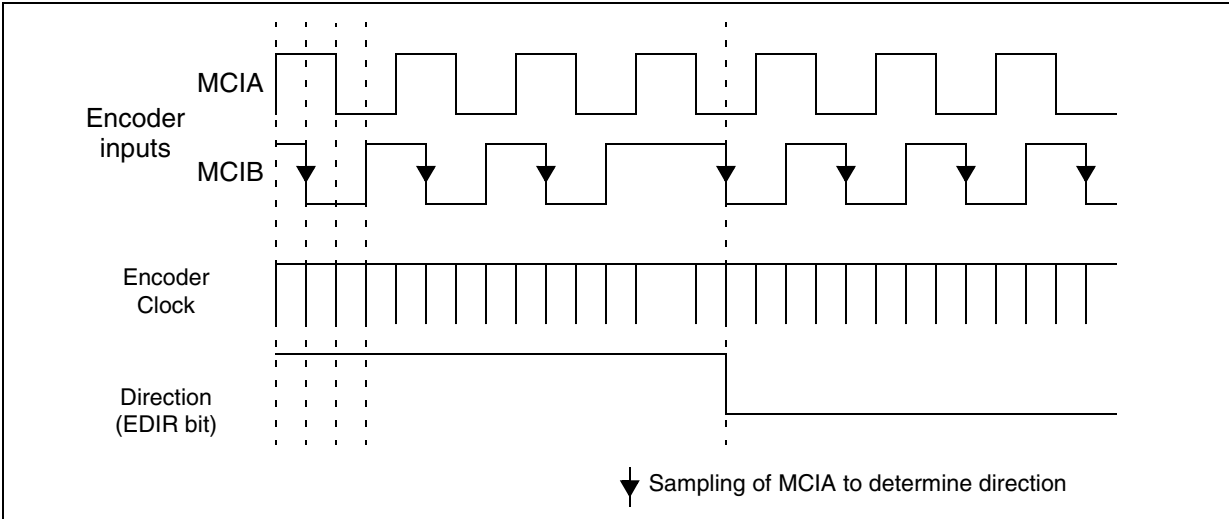 MCIA
Encoder
inputs
MCIB
Encoder
Clock
Direction
(EDIR bit)
Sampling of MCIA to determine direction